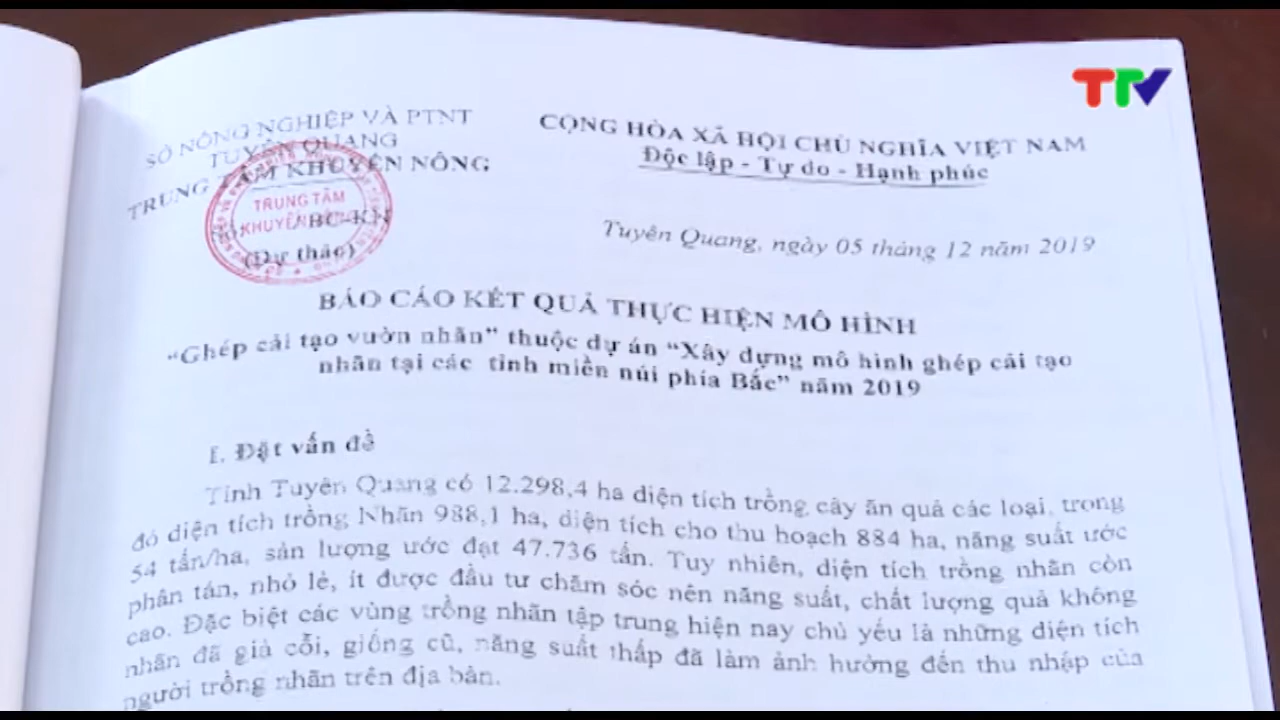 TTV
SỞ NÔNG NGHIỆP VÀ PTNT
TUYÊN QUANG
TRUNG TÂM KHUYẾN NÔNG
CỘNG HÒA XÃ HỘI CHỦ NGHĨA VIỆT NAM
Độc lập - Tự do - Hạnh phúc
TRUNG TÂM
KHUYẾN NÔNG
/BC-KN
(Dự thảo)
Tuyên Quang, ngày 05 tháng 12 năm 2019
BÁO CÁO KẾT QUẢ THỰC HIỆN MÔ HÌNH
“Ghép cải tạo vườn nhãn” thuộc dự án “Xây dựng mô hình ghép cải tạo
nhãn tại các tỉnh miền núi phía Bắc” năm 2019
I. Đặt vấn đề
Tỉnh Tuyên Quang có 12.298,4 ha diện tích trồng cây ăn quả các loại, trong
đó diện tích trồng Nhãn 988,1 ha, diện tích cho thu hoạch 884 ha, năng suất ước
54 tấn/ha, sản lượng ước đạt 47.736 tấn. Tuy nhiên, diện tích trồng nhãn còn
phân tán, nhỏ lẻ, ít được đầu tư chăm sóc nên năng suất, chất lượng quả không
cao. Đặc biệt các vùng trồng nhãn tập trung hiện nay chủ yếu là những diện tích
nhãn đã già cỗi, giống cũ, năng suất thấp đã làm ảnh hưởng đến thu nhập của
người trồng nhãn trên địa bàn.